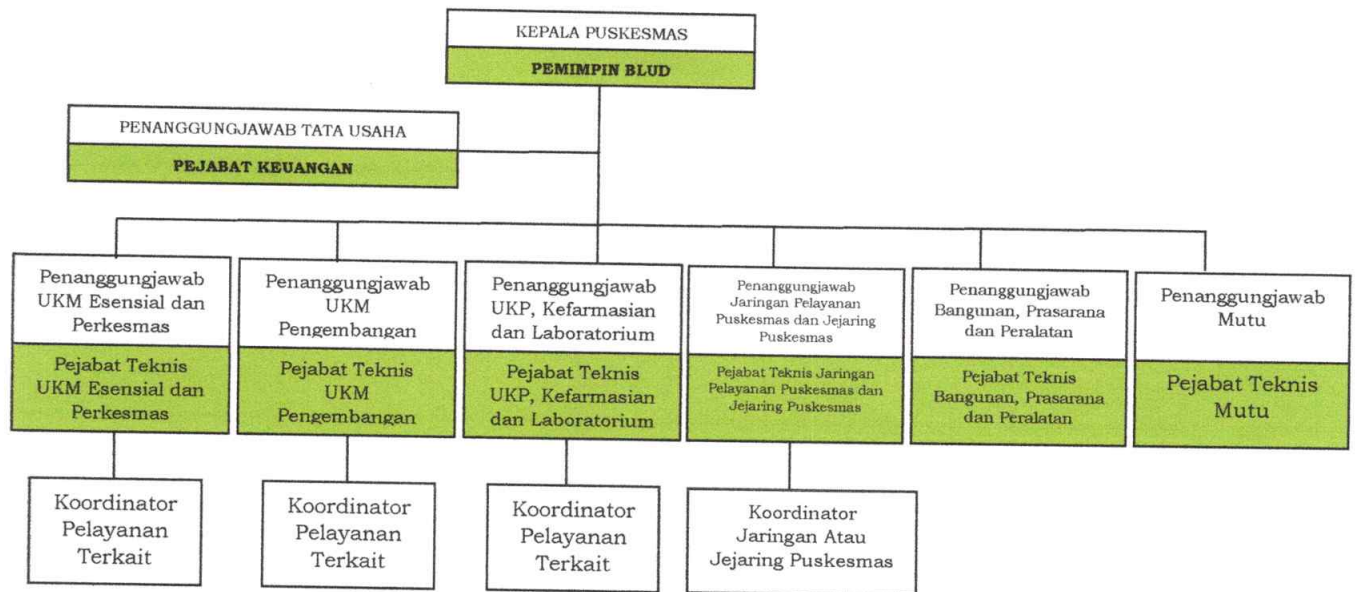 KEPALA PUSKESMAS
PEMIMPIN BLUD
PENANGGUNGJAWAB TATA USAHA
PEJABAT KEUANGAN
Penanggungjawab
UKM Esensial dan
Perkesmas
Pejabat Teknis
UKM Esensial dan
Perkesmas
Penanggungjawab
UKM
Pengembangan
Pejabat Teknis
UKM
Pengembangan
Penanggungjawab
UKP, Kefarmasian
dan Laboratorium
Pejabat Teknis
UKP, Kefarmasian
dan Laboratorium
Penanggungjawab
Jaringan Pelayanan
Puskesmas dan Jejaring
Puskesmas
Pejabat Teknis Jaringan
Pelayanan Puskesmas dan
Jejaring Puskesmas
Penanggungjawab
Bangunan, Prasarana
dan Peralatan
Pejabat Teknis
Bangunan, Prasarana
dan Peralatan
Penanggungjawab
Mutu
Pejabat Teknis
Mutu
Koordinator
Pelayanan
Terkait
Koordinator
Pelayanan
Terkait
Koordinator
Pelayanan
Terkait
Koordinator
Jaringan Atau
Jejaring Puskesmas